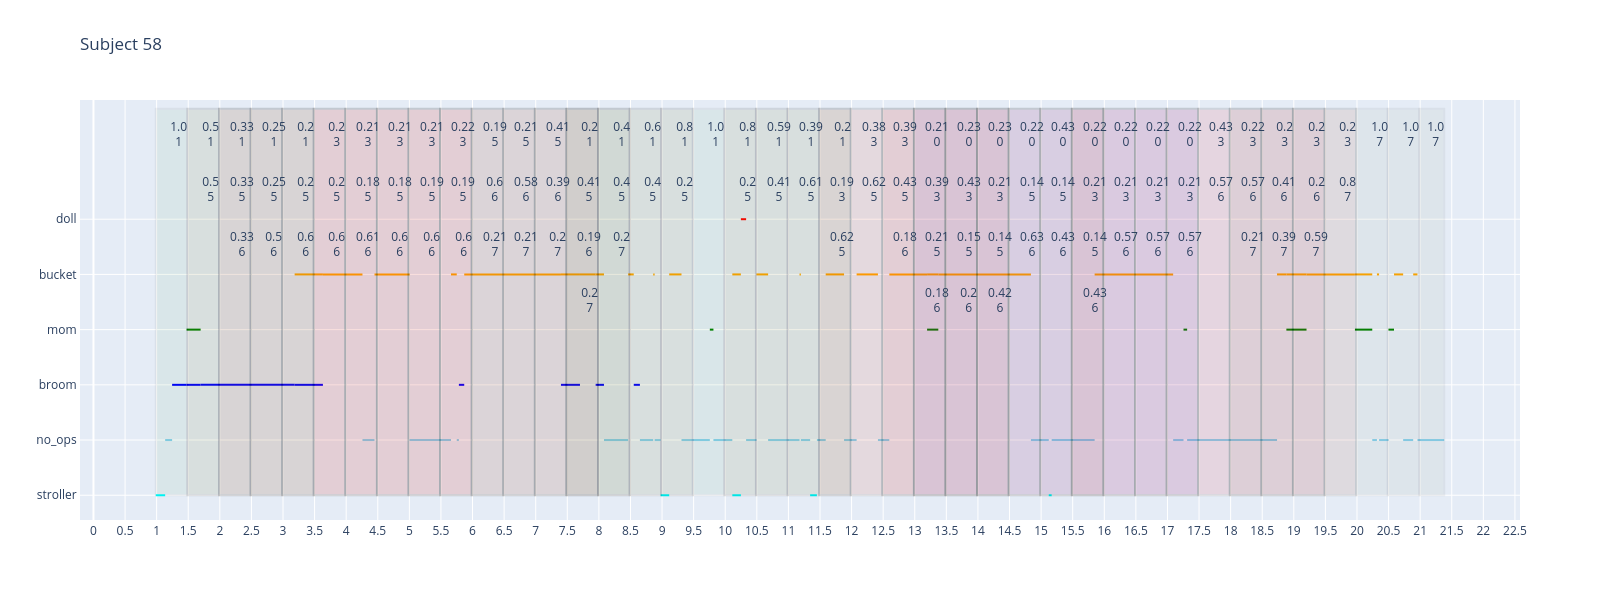 Subject 58
1.0 0.5 0.33 0.25 0.2 0.2 0.21 0.21 0.21 0.22 0.19 0.21 0.41 0.2 0.4 0.6 0.8 1.0 0.8 0.59 0.39 0.2 0.38 0.39 0.21 0.23 0.23 0.22 0.43 0.22 0.22 0.22 0.22 0.43 0.22 0.2 0.23 0.23 1.0 1.0 1.0
1 1 1 1 1 3 3 3 3 3 5 5 5 1 1 1 1 1 1 1 1 1 3 3 0 0 0 0 0 0 0 0 0 3 3 3 3 3 7 7 7
0.5 0.33 0.25 0.2 0.2 0.18 0.18 0.19 0.19 0.6 0.58 0.39 0.41 0.4 0.4 0.2 0.2 0.41 0.61 0.19 0.62 0.43 0.39 0.43 0.21 0.14 0.14 0.21 0.21 0.21 0.21 0.57 0.57 0.41 0.2 0.8
5 5 5 5 5 5 5 5 5 6 6 6 5 5 5 5 5 5 5 3 5 5 3 3 3 5 5 3 3 3 3 6 6 6 6 7
doll
0.33 0.5 0.6 0.6 0.61 0.6 0.6 0.6 0.21 0.21 0.2 0.19 0.2 0.62 0.18 0.21 0.15 0.14 0.63 0.43 0.14 0.57 0.57 0.57 0.21 0.39 0.59
6 6 6 6 6 6 6 6 7 7 7 6 7 5 6 5 5 5 6 6 5 6 6 6 7 7 7
bucket
0.2 0.18 0.2 0.42 0.43
7 6 6 6 6
mom
broom
no_ops
stroller
0 0.5 1 1.5 2 2.5 3 3.5 4 4.5 5 5.5 6 6.5 7 7.5 8 8.5 9 9.5 10 10.5 11 11.5 12 12.5 13 13.5 14 14.5 15 15.5 16 16.5 17 17.5 18 18.5 19 19.5 20 20.5 21 21.5 22 22.5